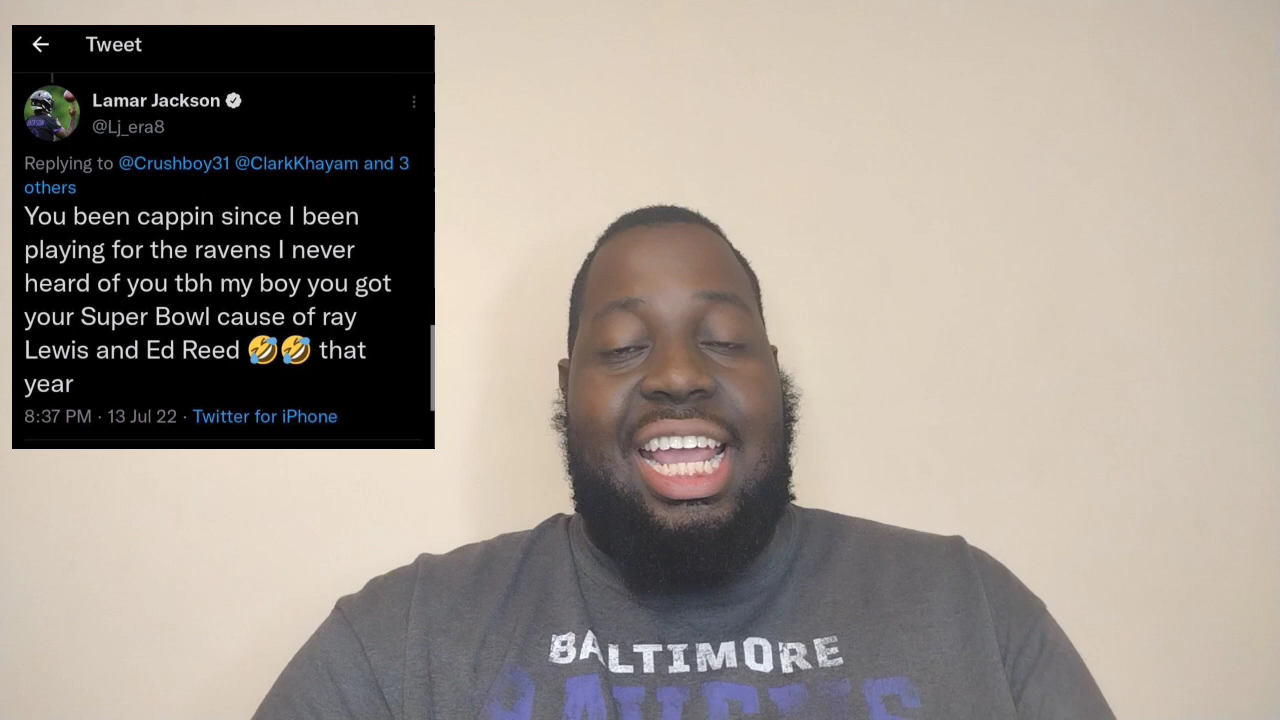 Tweet
Lamar Jackson
@Lj_era8
Replying to @Crushboy31 @ClarkKhayam and 3
others
You been cappin since I been
playing for the ravens I never
heard of you tbh my boy you got
your Super Bowl cause of ray
Lewis and Ed Reed 🤣🤣 that
year
8:37 PM · 13 Jul 22 · Twitter for iPhone
BALTIMORE
RAVENS